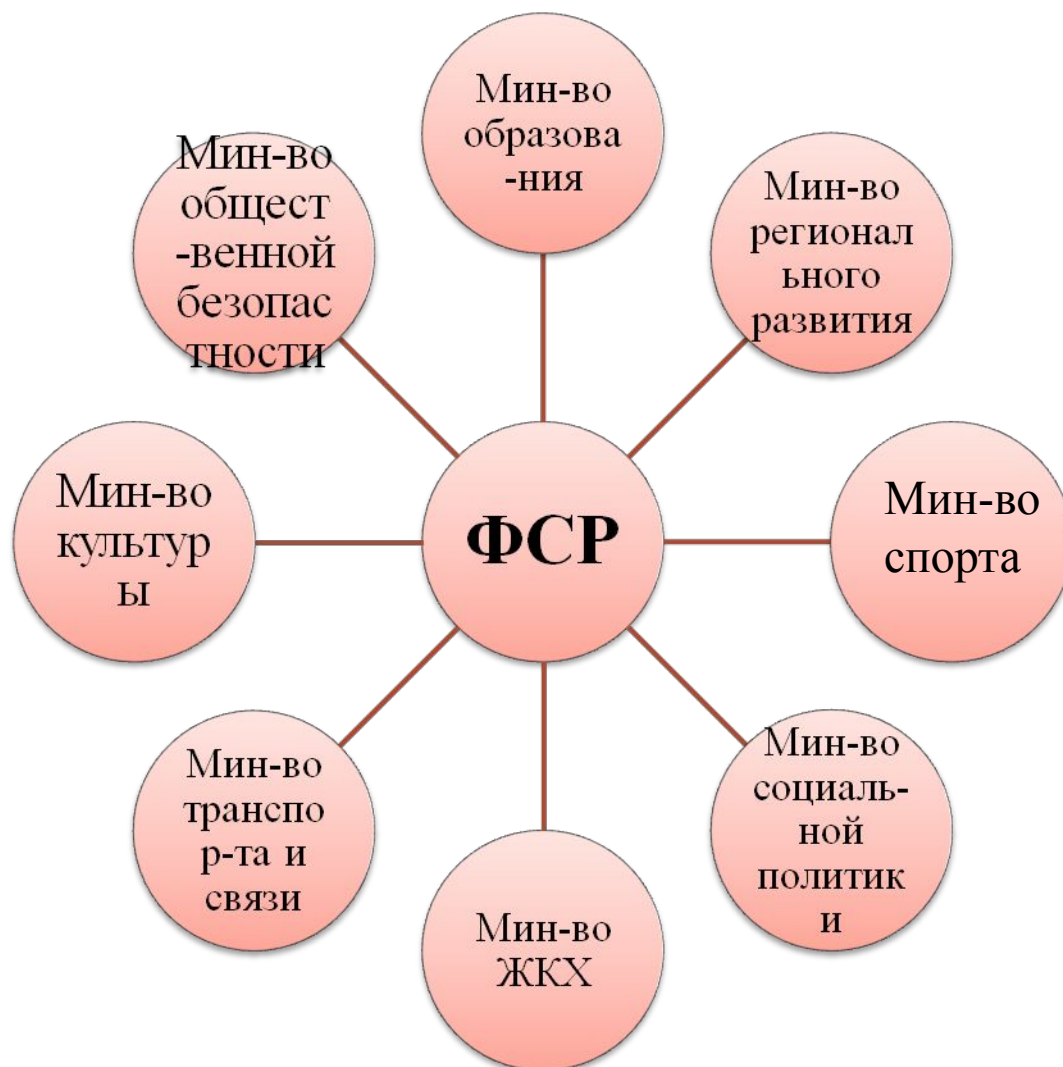 Мин-во
образова
-ния
Мин-во
регионал
ьного
развития
Мин-во
спорта
Мин-во
социаль-
ной
политик
и
Мин-во
ЖКХ
Мин-во
транспо
р-та и
связи
Мин-во
культур
ы
Мин-во
общест
-венной
безопас
тности
ФСР